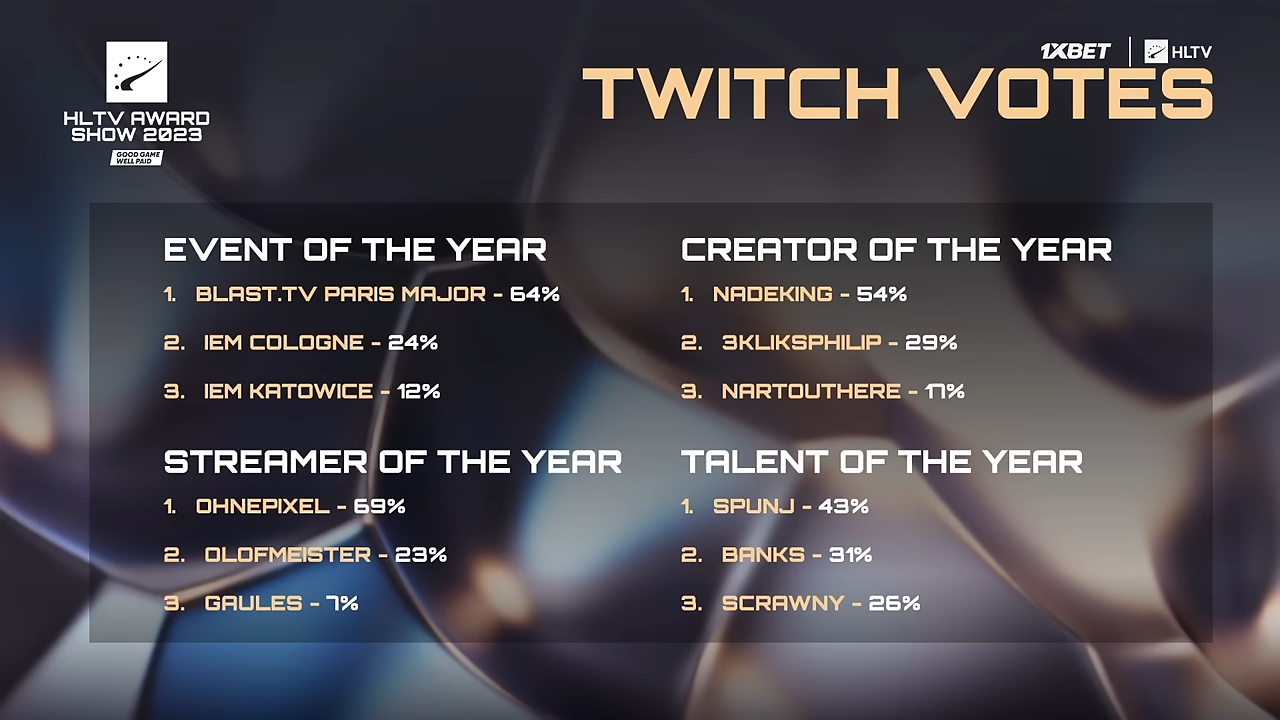 HLTV AWARD
SHOW 2023
GOOD GAME
WELL PAID
1XBET
HLTV
TWITCH VOTES
EVENT OF THE YEAR
1. BLAST.TV PARIS MAJOR - 64%
2. IEM COLOGNE - 24%
3. IEM KATOWICE - 12%
CREATOR OF THE YEAR
1. NADEKING - 54%
2. 3KLIKSPHILIP - 29%
3. NARTOUTHERE - 17%
STREAMER OF THE YEAR
1. OHNEPIXEL - 69%
2. OLOFMEISTER - 23%
3. GAULES - 7%
TALENT OF THE YEAR
1. SPUNJ - 43%
2. BANKS - 31%
3. SCRAWNY - 26%